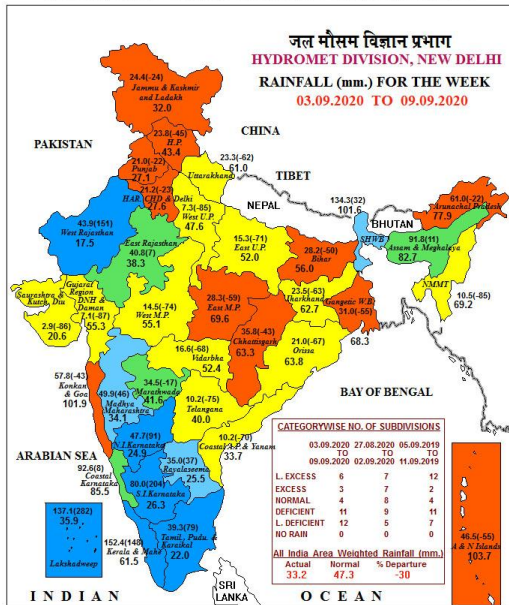 जल मौसम विज्ञान प्रभाग
HYDROMET DIVISION, NEW DELHI
RAINFALL (mm.) FOR THE WEEK
03.09.2020 TO 09.09.2020
24.4(-24)
Jammu & Kashmir
and Ladakh
32.0
CHINA
23.8(-45)
H.P.
43.4
PAKISTAN
21.0(-22)
Punjab
27.1
23.3(-62)
61.0
Uttarakhand
TIBET
21.2(-23)
HAR. CHD & Delhi
27.6
7.3(-85)
West U.P.
47.6
NEPAL
134.3(32)
101.6
SHWB
BHUTAN
61.0(-22)
Arunachal Pradesh
77.9
43.9(151)
West Rajasthan
17.5
East Rajasthan
40.8(7)
38.3
15.3(-71)
East U.P.
52.0
28.2(-50)
Bihar
56.0
91.8(11)
Assam & Meghalaya
82.7
NMMT
10.5(-85)
69.2
Saurashtra &
Kutch, Diu
2.9(-86)
20.6
Gujarat
Region
DNH &
Daman
7.1(-87)
55.3
14.5(-74)
West M.P.
55.1
28.3(-59)
East M.P.
69.6
23.5(-63)
Jharkhand
62.7
Gangetic W.B.
31.0(-55)
68.3
35.8(-43)
Chhattisgarh
63.3
21.0(-67)
Orissa
63.8
16.6(-68)
Vidarbha
52.4
57.8(-43)
Konkan
& Goa
101.9
49.9(46)
Madhya
Maharashtra
34.1
34.5(-17)
Marathwada
41.6
10.2(-75)
Telangana
40.0
BAY OF BENGAL
47.7(91)
N.I.Karnataka
24.9
10.2(-70)
Coastal A.P & Yanam
33.7
ARABIAN SEA
92.6(8)
Coastal
Karnataka
85.5
35.0(37)
Rayalaseema
25.5
80.0(204)
S.I.Karnataka
26.3
137.1(282)
35.9
Lakshadweep
152.4(148)
Kerala & Mahe
61.5
39.3(79)
Tamil, Pudu. &
Karaikal
22.0
CATEGORYWISE NO. OF SUBDIVISIONS
03.09.2020 27.08.2020 05.09.2019
TO TO TO
09.09.2020 02.09.2020 11.09.2019
L. EXCESS 6 7 12
EXCESS 3 7 2
NORMAL 4 8 4
DEFICIENT 11 9 11
L. DEFICIENT 12 5 7
NO RAIN 0 0 0
All India Area Weighted Rainfall (mm.)
Actual Normal % Departure
33.2 47.3 -30
46.5(-55)
A & N Islands
103.7
SRI
LANKA
INDIAN OCEAN